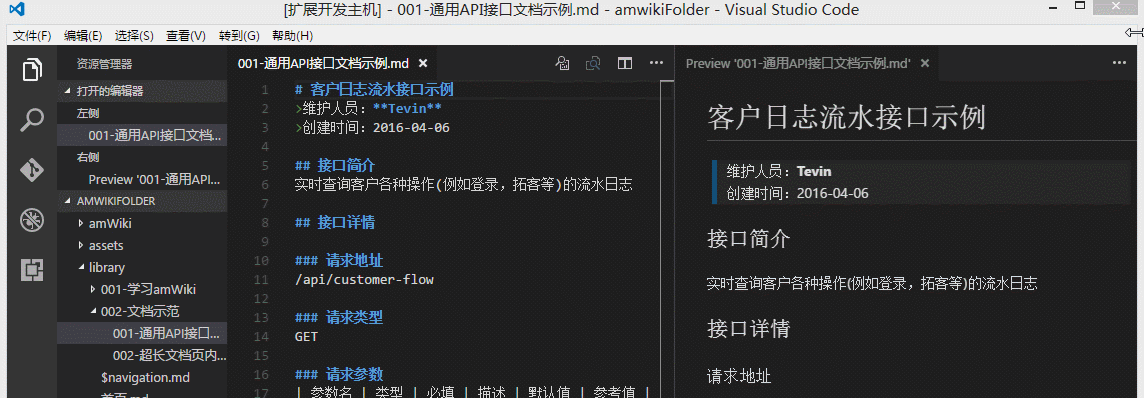 [扩展开发主机] - 001-通用API接口文档示例.md - amwikiFolder - Visual Studio Code
文件(F) 编辑(E) 选择(S) 查看(V) 转到(G) 帮助(H)
资源管理器
打开的编辑器
左侧
001-通用API接口文档...
右侧
Preview '001-通用API...
AMWIKIFOLDER
amWiki
assets
library
001-学习amWiki
002-文档示范
001-通用API接口...
002-超长文档页内...
$navigation.md
首页.md
001-通用API接口文档示例.md
1 # 客户日志流水接口示例
2 >维护人员：**Tevin**
3 >创建时间：2016-04-06
4
5 ## 接口简介
6 实时查询客户各种操作(例如登录，拓客等)的流水日志
7
8 ## 接口详情
9
10 ### 请求地址
11 /api/customer-flow
12
13 ### 请求类型
14 GET
15
16 ### 请求参数
17 | 参数名 | 类型 | 必填 | 描述 | 默认值 | 参考值 |
Preview '001-通用API接口文档示例.md'
客户日志流水接口示例
维护人员：Tevin
创建时间：2016-04-06
接口简介
实时查询客户各种操作(例如登录，拓客等)的流水日志
接口详情
请求地址